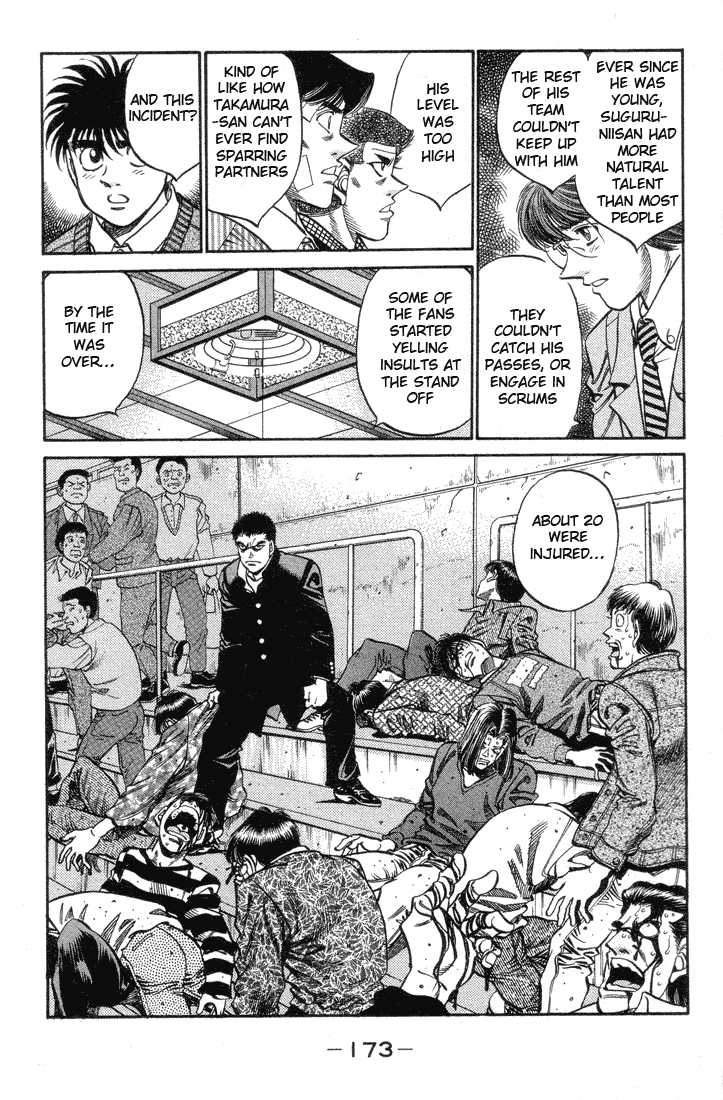 EVER SINCE
HE WAS
YOUNG,
SUGURU-
NIISAN HAD
MORE
NATURAL
TALENT
THAN MOST
PEOPLE
THE REST
OF HIS
TEAM
COULDN'T
KEEP UP
WITH HIM
THEY
COULDN'T
CATCH HIS
PASSES, OR
ENGAGE IN
SCRUMS
HIS
LEVEL
WAS
TOO
HIGH
KIND OF
LIKE HOW
TAKAMURA
-SAN CAN'T
EVER FIND
SPARRING
PARTNERS
AND THIS
INCIDENT?
SOME OF
THE FANS
STARTED
YELLING
INSULTS AT
THE STAND
OFF
BY THE
TIME IT
WAS
OVER...
ABOUT 20
WERE
INJURED...
-173-